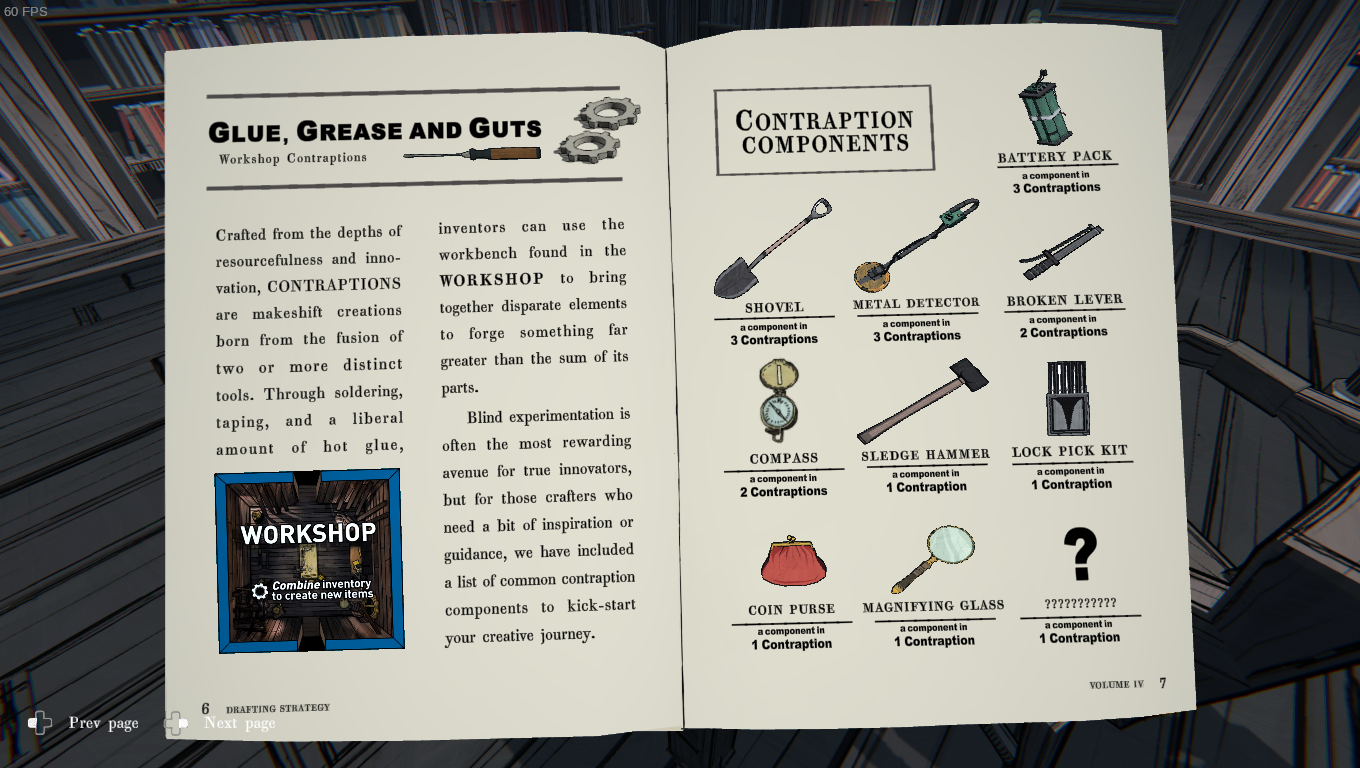 60 FPS
GLUE, GREASE AND GUTS
Workshop Contraptions
Crafted from the depths of
resourcefulness and inno-
vation, CONTRAPTIONS
are makeshift creations
born from the fusion of
two or more distinct
tools. Through soldering,
taping, and a liberal
amount of hot glue,
WORKSHOP
Combine inventory
to create new items
inventors can use the
workbench found in the
WORKSHOP to bring
together disparate elements
to forge something far
greater than the sum of its
parts.
Blind experimentation is
often the most rewarding
avenue for true innovators,
but for those crafters who
need a bit of inspiration or
guidance, we have included
a list of common contraption
components to kick-start
your creative journey.
6 DRAFTING STRATEGY
Prev page
Next page
CONTRAPTION
COMPONENTS
BATTERY PACK
a component in
3 Contraptions
SHOVEL
a component in
3 Contraptions
METAL DETECTOR
a component in
3 Contraptions
BROKEN LEVER
a component in
2 Contraptions
COMPASS
a component in
2 Contraptions
SLEDGE HAMMER
a component in
1 Contraption
LOCK PICK KIT
a component in
1 Contraption
COIN PURSE
a component in
1 Contraption
MAGNIFYING GLASS
a component in
1 Contraption
?
???????????
a component in
1 Contraption
VOLUME IV 7